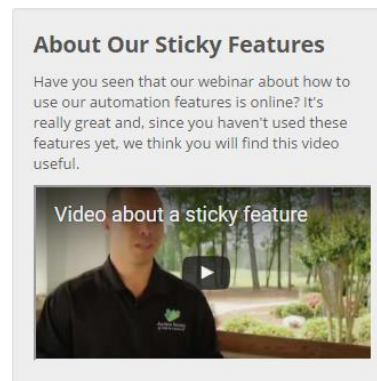 About Our Sticky Features
Have you seen that our webinar about how to
use our automation features is online? It's
really great and, since you haven't used these
features yet, we think you will find this video
useful.
Video about a sticky feature